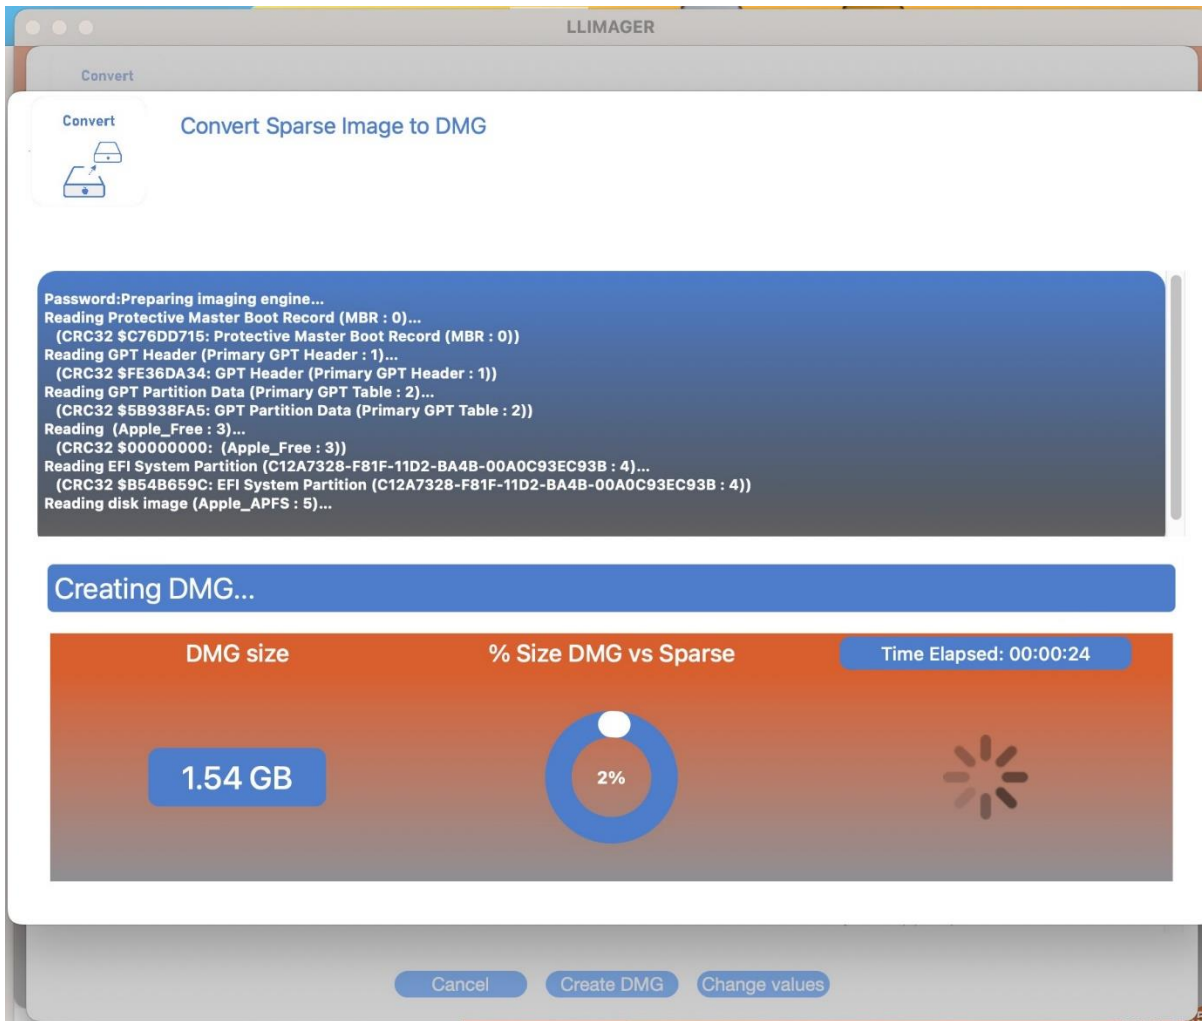 LLIMAGER
Convert
Convert
Convert Sparse Image to DMG
Password:Preparing imaging engine...
Reading Protective Master Boot Record (MBR : 0)...
(CRC32 $C76DD715: Protective Master Boot Record (MBR : 0))
Reading GPT Header (Primary GPT Header : 1)...
(CRC32 $FE36DA34: GPT Header (Primary GPT Header : 1))
Reading GPT Partition Data (Primary GPT Table : 2)...
(CRC32 $5B938FA5: GPT Partition Data (Primary GPT Table : 2))
Reading (Apple_Free : 3)...
(CRC32 $00000000: (Apple_Free : 3))
Reading EFI System Partition (C12A7328-F81F-11D2-BA4B-00A0C93EC93B : 4)...
(CRC32 $B54B659C: EFI System Partition (C12A7328-F81F-11D2-BA4B-00A0C93EC93B : 4))
Reading disk image (Apple_APFS : 5)...
Creating DMG...
DMG size
% Size DMG vs Sparse
Time Elapsed: 00:00:24
1.54 GB
2%
Cancel
Create DMG
Change values